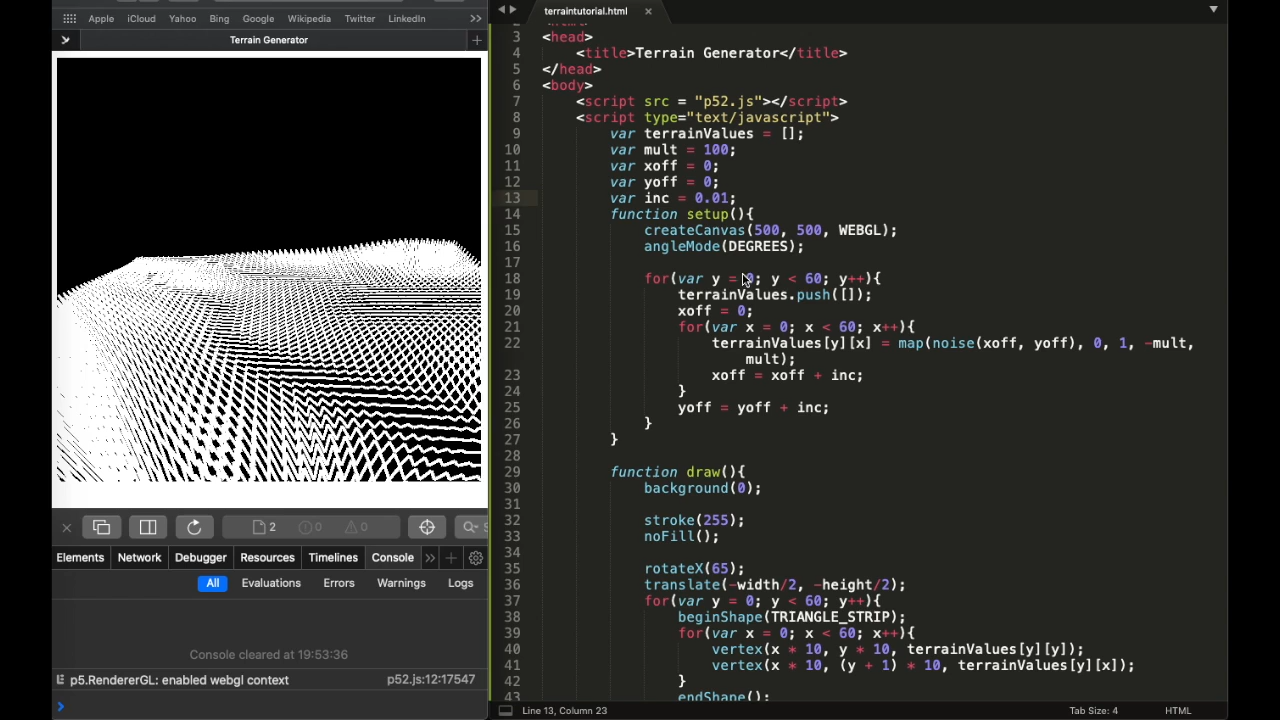 Apple iCloud Yahoo Bing Google Wikipedia Twitter LinkedIn >>
Terrain Generator +
× 2 0 0
Elements Network Debugger Resources Timelines Console >> +
All Evaluations Errors Warnings Logs
Console cleared at 19:53:36
p5.RendererGL: enabled webgl context p52.js:12:17547
>
terraintutorial.html ×
3 <head>
4 <title>Terrain Generator</title>
5 </head>
6 <body>
7 <script src = "p52.js"></script>
8 <script type="text/javascript">
9 var terrainValues = [];
10 var mult = 100;
11 var xoff = 0;
12 var yoff = 0;
13 var inc = 0.01;
14 function setup(){
15 createCanvas(500, 500, WEBGL);
16 angleMode(DEGREES);
17
18 for(var y = 0; y < 60; y++){
19 terrainValues.push([]);
20 xoff = 0;
21 for(var x = 0; x < 60; x++){
22 terrainValues[y][x] = map(noise(xoff, yoff), 0, 1, -mult,
mult);
23 xoff = xoff + inc;
24 }
25 yoff = yoff + inc;
26 }
27 }
28
29 function draw(){
30 background(0);
31
32 stroke(255);
33 noFill();
34
35 rotateX(65);
36 translate(-width/2, -height/2);
37 for(var y = 0; y < 60; y++){
38 beginShape(TRIANGLE_STRIP);
39 for(var x = 0; x < 60; x++){
40 vertex(x * 10, y * 10, terrainValues[y][y]);
41 vertex(x * 10, (y + 1) * 10, terrainValues[y][x]);
42 }
43 endShape();
Line 13, Column 23 Tab Size: 4 HTML